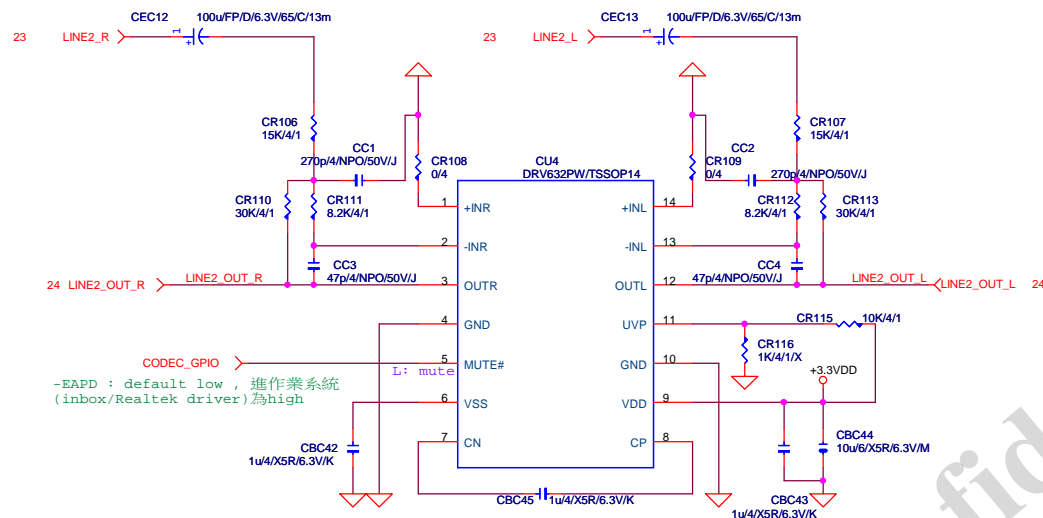 CEC12 100u/FP/D/6.3V/65/C/13m CEC13 100u/FP/D/6.3V/65/C/13m
23 LINE2_R 1 + 23 LINE2_L 1 +
CR106
15K/4/1
CR107
15K/4/1
CC1
270p/4/NPO/50V/J
CR108
0/4
CU4
DRV632PW/TSSOP14
CR109
0/4
CC2
270p/4/NPO/50V/J
CR110
30K/4/1
CR111
8.2K/4/1
CR112
8.2K/4/1
CR113
30K/4/1
1 +INR +INL 14
2 -INR -INL 13
CC3
47p/4/NPO/50V/J
CC4
47p/4/NPO/50V/J
24 LINE2_OUT_R LINE2_OUT_R 3 OUTR OUTL 12 LINE2_OUT_L LINE2_OUT_L 24
4 GND UVP 11 CR115 10K/4/1
CR116
1K/4/1/X
CODEC_GPIO 5 MUTE# GND 10
L: mute
+3.3VDD
-EAPD : default low , 進作業系統
(inbox/Realtek driver)為high
6 VSS VDD 9
7 CN CP 8
CBC42
1u/4/X5R/6.3V/K
CBC44
10u/6/X5R/6.3V/M
CBC45 1u/4/X5R/6.3V/K
CBC43
1u/4/X5R/6.3V/K
fid